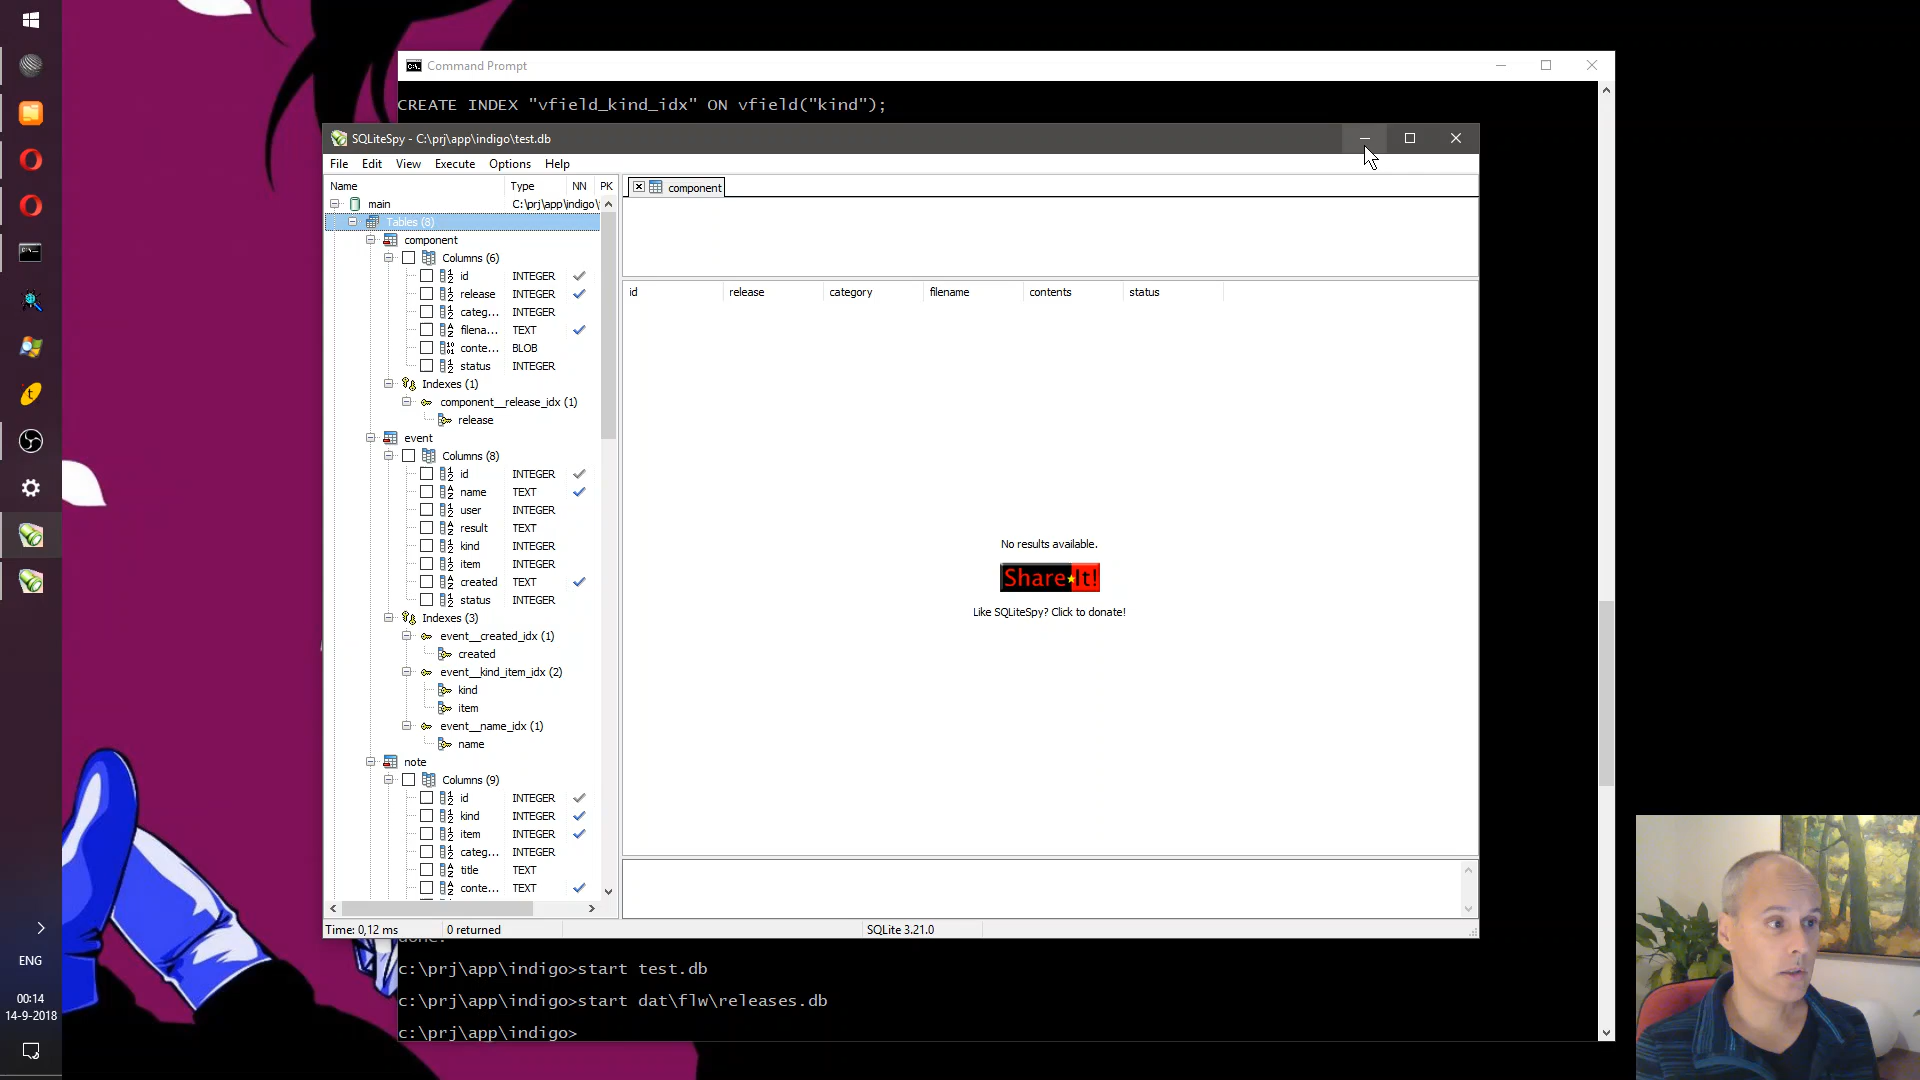 Command Prompt
CREATE INDEX "vfield_kind_idx" ON vfield("kind");
SQLiteSpy - C:\prj\app\indigo\test.db
File Edit View Execute Options Help
Name Type NN PK
component
main C:\prj\app\indigo\
Tables (8)
component
Columns (6)
id INTEGER
release INTEGER
categ... INTEGER
filena... TEXT
conte... BLOB
status INTEGER
Indexes (1)
component__release_idx (1)
release
event
Columns (8)
id INTEGER
name TEXT
user INTEGER
result TEXT
kind INTEGER
item INTEGER
created TEXT
status INTEGER
Indexes (3)
event__created_idx (1)
created
event__kind_item_idx (2)
kind
item
event__name_idx (1)
name
note
Columns (9)
id INTEGER
kind INTEGER
item INTEGER
categ... INTEGER
title TEXT
conte... TEXT
id release category filename contents status
No results available.
Share It!
Like SQLiteSpy? Click to donate!
Time: 0,12 ms 0 returned SQLite 3.21.0
done.
c:\prj\app\indigo>start test.db
c:\prj\app\indigo>start dat\flw\releases.db
c:\prj\app\indigo>
ENG
00:14
14-9-2018